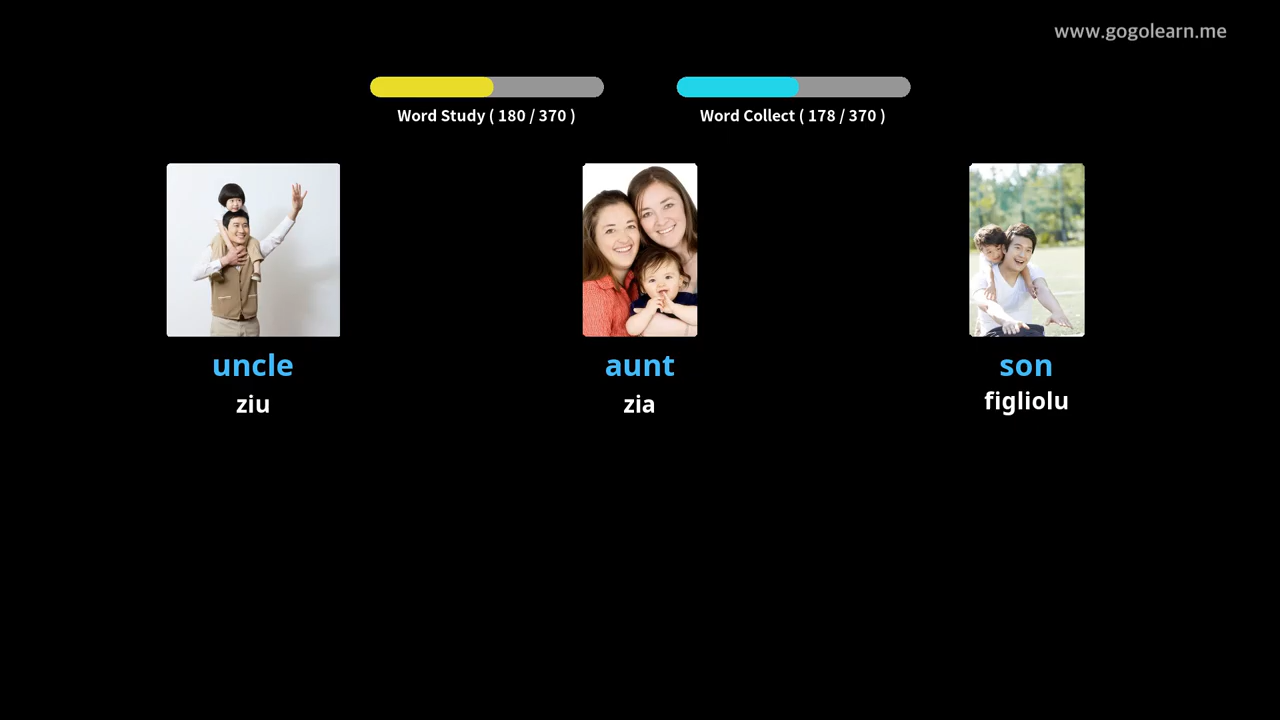 www.gogolearn.me
Word Study ( 180 / 370 )
Word Collect ( 178 / 370 )
uncle
ziu
aunt
zia
son
figliolu